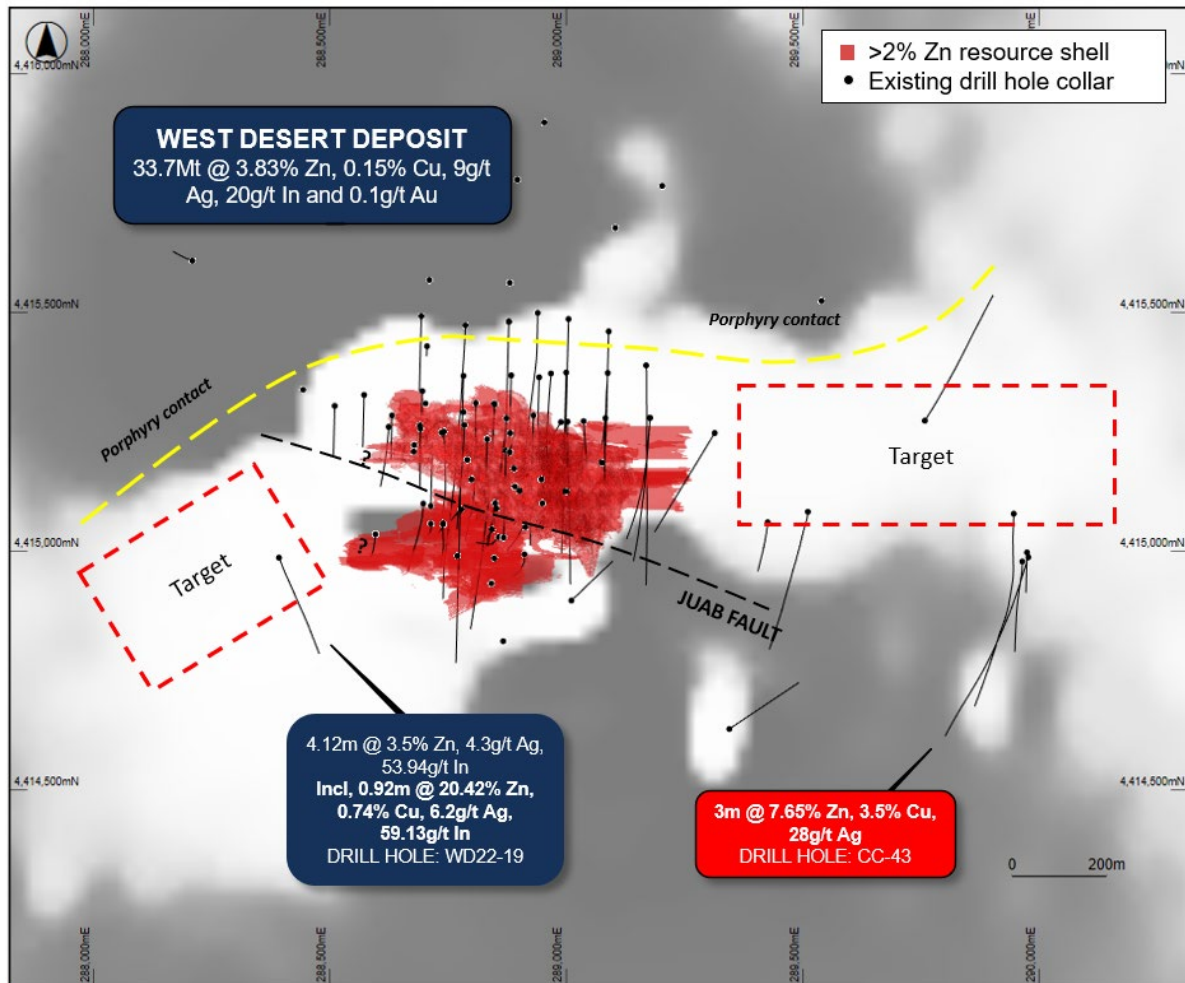 288,000mE
288,500mE
289,000mE
289,500mE
290,000mE
4,416,000mN
>2% Zn resource shell
Existing drill hole collar
WEST DESERT DEPOSIT
33.7Mt @ 3.83% Zn, 0.15% Cu, 9g/t
Ag, 20g/t In and 0.1g/t Au
4,415,500mN
4,415,500mN
Porphyry contact
Porphyry contact
?
Target
Target
?
4,415,000mN
4,415,000mN
JUAB FAULT
4.12m @ 3.5% Zn, 4.3g/t Ag,
53.94g/t In
Incl, 0.92m @ 20.42% Zn,
0.74% Cu, 6.2g/t Ag,
59.13g/t In
DRILL HOLE: WD22-19
3m @ 7.65% Zn, 3.5% Cu,
28g/t Ag
DRILL HOLE: CC-43
4,414,500mN
4,414,500mN
0 200m
288,000mE
288,500mE
289,000mE
289,500mE
290,000mE